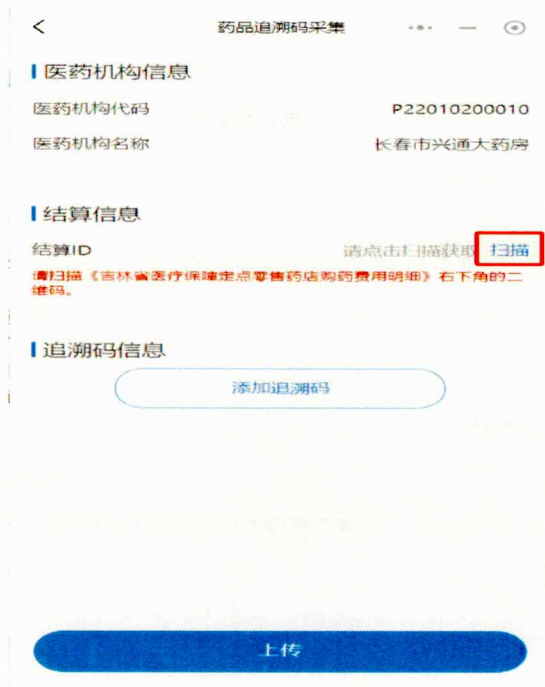 药品追溯码采集
医药机构信息
医药机构代码 P22010200010
医药机构名称 长春市兴通大药房
结算信息
结算ID 请点击扫描获取 扫描
请扫描《吉林省医疗保障定点零售药店购药费用明细》右下角的二
维码。
追溯码信息
添加追溯码
上传